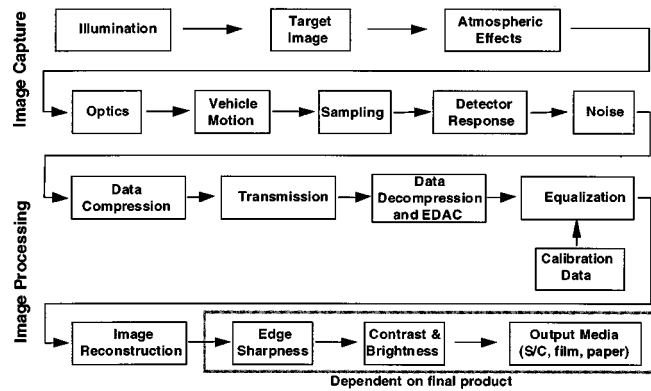 Image Capture
Illumination
Target
Image
Atmospheric
Effects
Optics
Vehicle
Motion
Sampling
Detector
Response
Noise
Image Processing
Data
Compression
Transmission
Data
Decompression
and EDAC
Equalization
Calibration
Data
Image
Reconstruction
Edge
Sharpness
Contrast &
Brightness
Output Media
(S/C, film, paper)
Dependent on final product